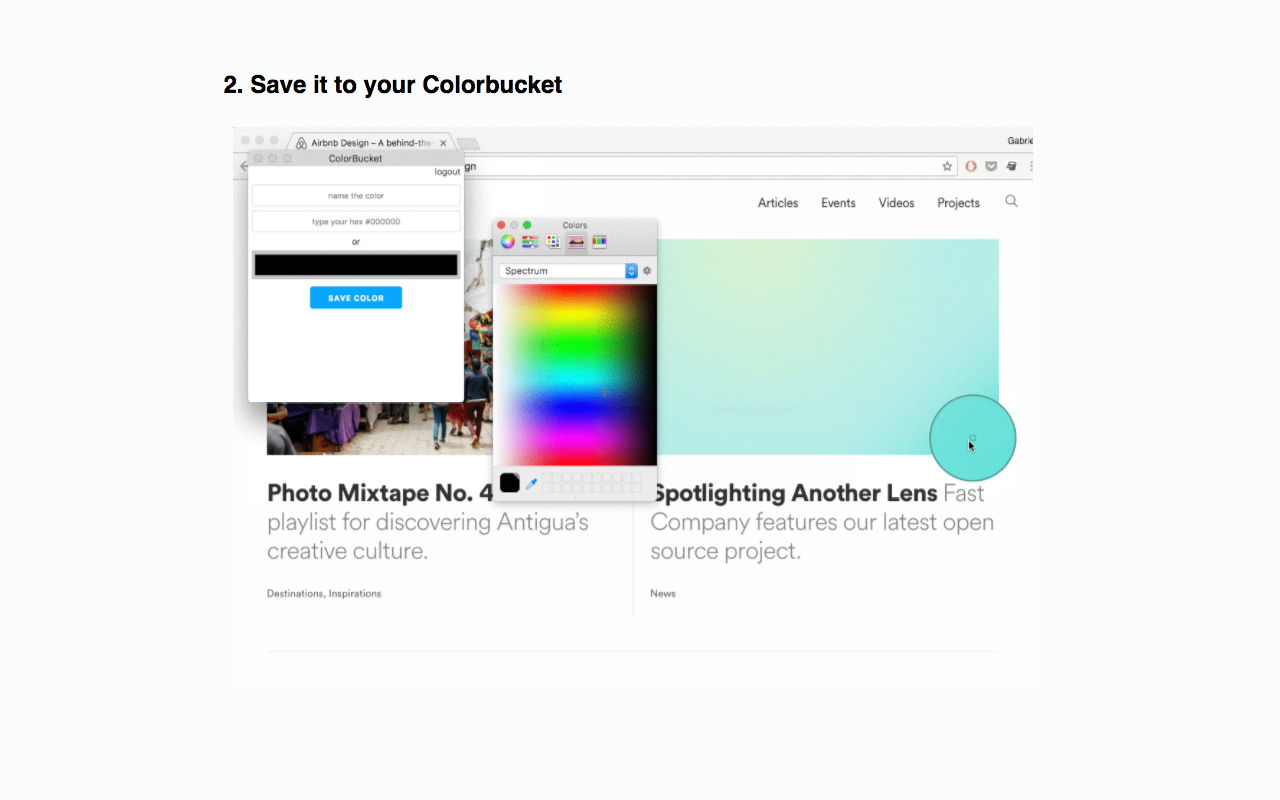 2. Save it to your Colorbucket
Airbnb Design – A behind-the-
Gabrie
ColorBucket
gn
logout
name the color
type your hex #000000
or
SAVE COLOR
Articles Events Videos Projects
Colors
Spectrum
Photo Mixtape No. 4
playlist for discovering Antigua's
creative culture.
Destinations, Inspirations
Spotlighting Another Lens Fast
Company features our latest open
source project.
News